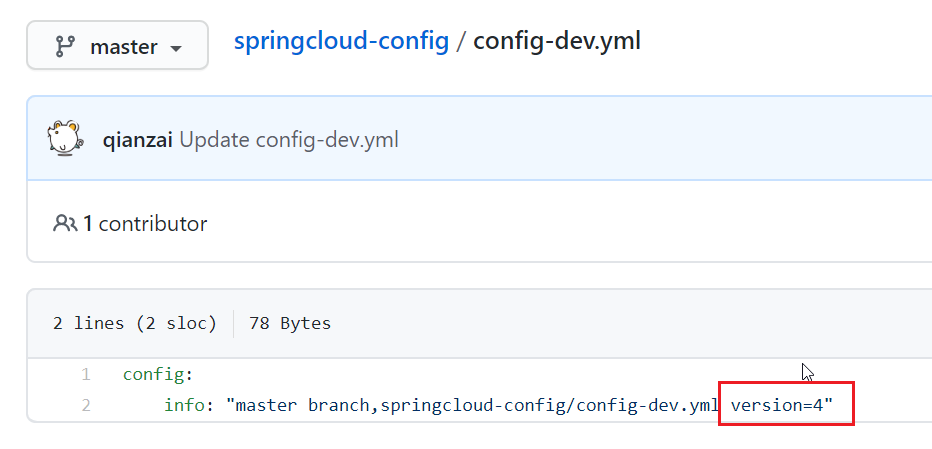 master springcloud-config / config-dev.yml
qianzai Update config-dev.yml
1 contributor
2 lines (2 sloc) 78 Bytes
1 config:
2 info: "master branch,springcloud-config/config-dev.yml version=4"